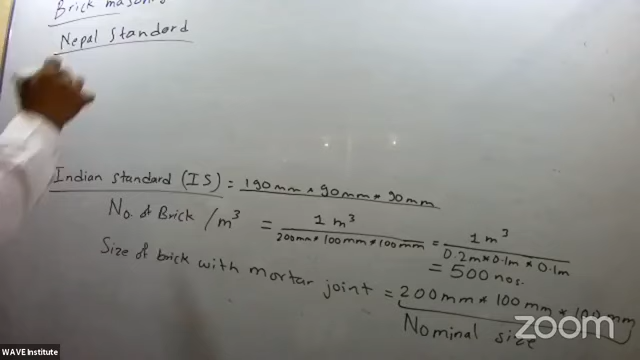 Brick masonry
Nepal Standard
Indian standard (IS) = 190mm * 90mm * 90mm
No. of Brick / m³ = 1 m³ / 200mm * 100mm * 100mm = 1 m³ / 0.2m * 0.1m * 0.1m
= 500 nos.
Size of brick with mortar joint = 200mm * 100mm * 100mm
Nominal size
zoom
WAVE Institute